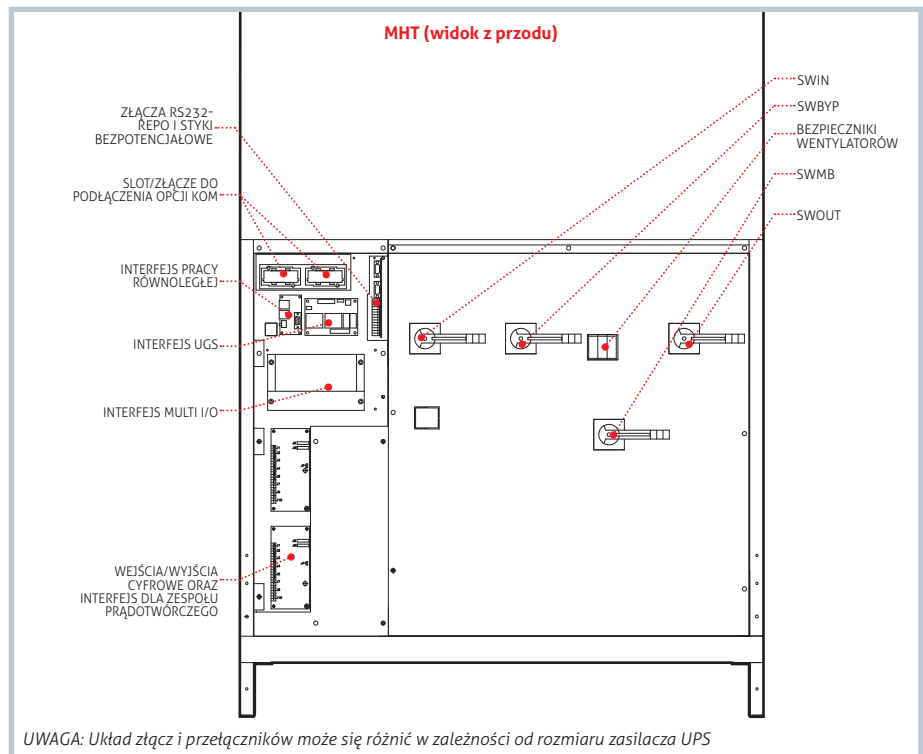 MHT (widok z przodu)
ZŁĄCZA RS232-
REPO I STYKI
BEZPOTENCJAŁOWE
SLOT/ZŁĄCZE DO
PODŁĄCZENIA OPCJI KOM
INTERFEJS PRACY
RÓWNOLEGŁEJ
INTERFEJS UGS
INTERFEJS MULTI I/O
WEJŚCIA/WYJŚCIA
CYFROWE ORAZ
INTERFEJS DLA ZESPOŁU
PRĄDOTWÓRCZEGO
SWIN
SWBYP
BEZPIECZNIKI
WENTYLATORÓW
SWMB
SWOUT
UWAGA: Układ złącz i przełączników może się różnić w zależności od rozmiaru zasilacza UPS